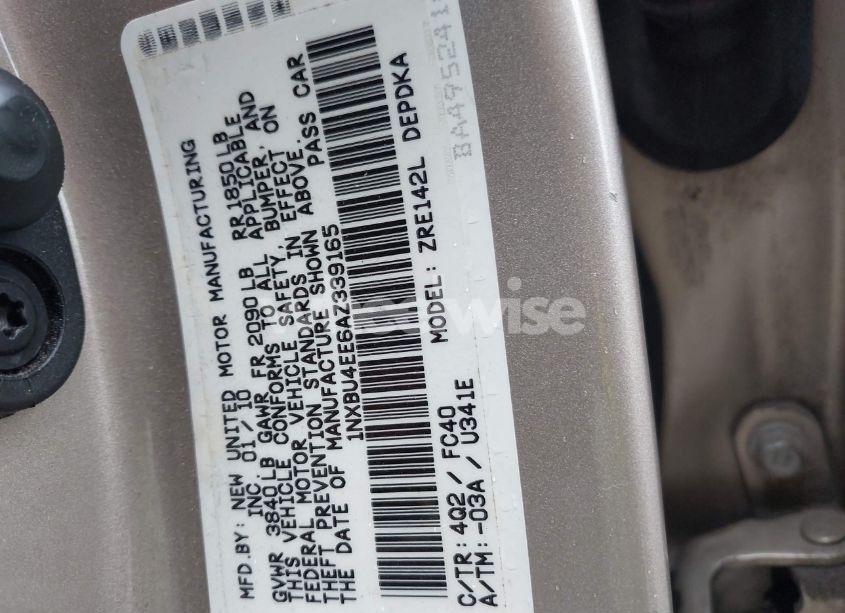 MFD.BY: NEW UNITED MOTOR MANUFACTURING
INC. 01/10
GVWR 3840LB GAWR FR 2090LB RR 1850LB
THIS VEHICLE CONFORMS TO ALL APPLICABLE
FEDERAL MOTOR VEHICLE SAFETY, BUMPER, AND
THEFT PREVENTION STANDARDS IN EFFECT ON
THE DATE OF MANUFACTURE SHOWN ABOVE.
1NXBU4EE6AZ339165 PASS CAR
MODEL: ZRE142L DEPDKA
C/TR: 4Q2 / FC40
A/TM: -03A / U341E